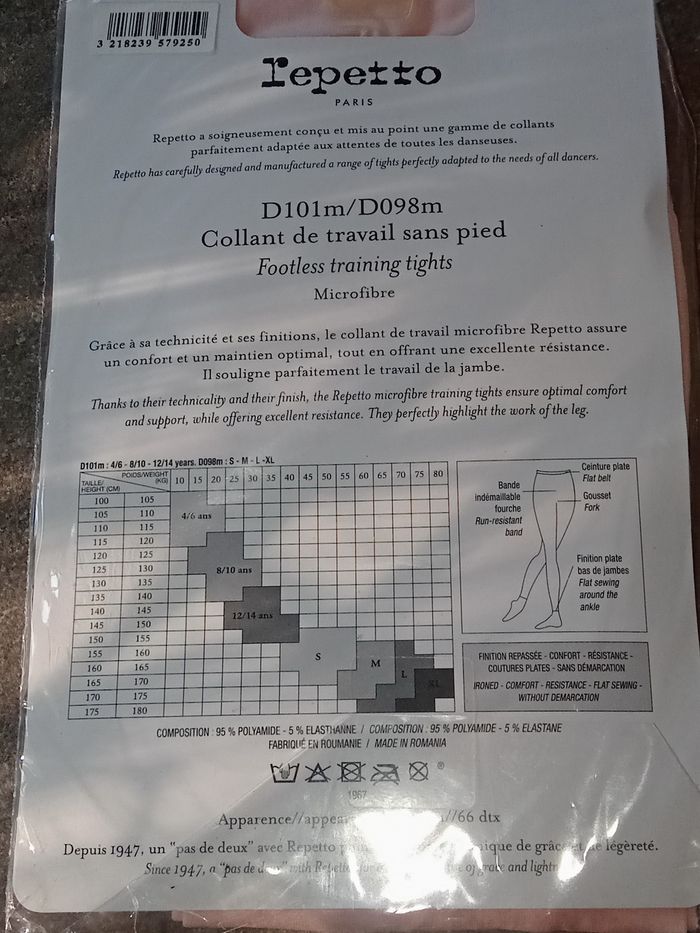 3 218239 579250
repetto
PARIS
Repetto a soigneusement conçu et mis au point une gamme de collants
parfaitement adaptée aux attentes de toutes les danseuses.
Repetto has carefully designed and manufactured a range of tights perfectly adapted to the needs of all dancers.
D101m/D098m
Collant de travail sans pied
Footless training tights
Microfibre
Grâce à sa technicité et ses finitions, le collant de travail microfibre Repetto assure
un confort et un maintien optimal, tout en offrant une excellente résistance.
Il souligne parfaitement le travail de la jambe.
Thanks to their technicality and their finish, the Repetto microfibre training tights ensure optimal comfort
and support, while offering excellent resistance. They perfectly highlight the work of the leg.
D101m : 4/6 - 8/10 - 12/14 years. D098m : S - M - L -XL
TAILLE/HEIGHT (CM) POIDS/WEIGHT (KG) 10 15 20 25 30 35 40 45 50 55 60 65 70 75 80
100 105
105 110 4/6 ans
110 115
115 120
120 125
125 130 8/10 ans
130 135
135 140
140 145 12/14 ans
145 150
150 155
155 160 S
160 165 M
165 170 L XL
170 175
175 180
Ceinture plate
Flat belt
Bande
indémaillable
fourche
Run-resistant
band
Gousset
Fork
Finition plate
bas de jambes
Flat sewing
around the
ankle
FINITION REPASSÉE - CONFORT - RÉSISTANCE -
COUTURES PLATES - SANS DÉMARCATION
IRONED - COMFORT - RESISTANCE - FLAT SEWING -
WITHOUT DEMARCATION
COMPOSITION : 95 % POLYAMIDE - 5 % ELASTHANNE / COMPOSITION : 95 % POLYAMIDE - 5 % ELASTANE
FABRIQUÉ EN ROUMANIE / MADE IN ROMANIA
1967
Apparence//appea //66 dtx
Depuis 1947, un "pas de deux" avec Repetto de grâce et de légèreté.
Since 1947, a "pas de deux" with Repetto of grace and